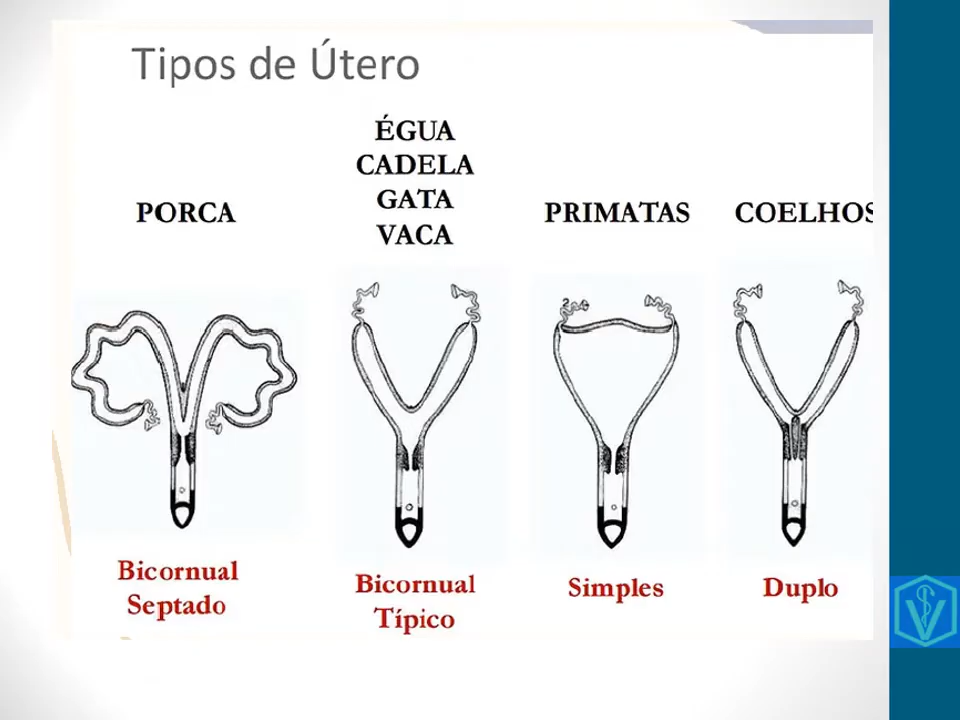 Tipos de Útero
PORCA
ÉGUA
CADELA
GATA
VACA
PRIMATAS
COELHOS
Bicornual
Septado
Bicornual
Típico
Simples
Duplo